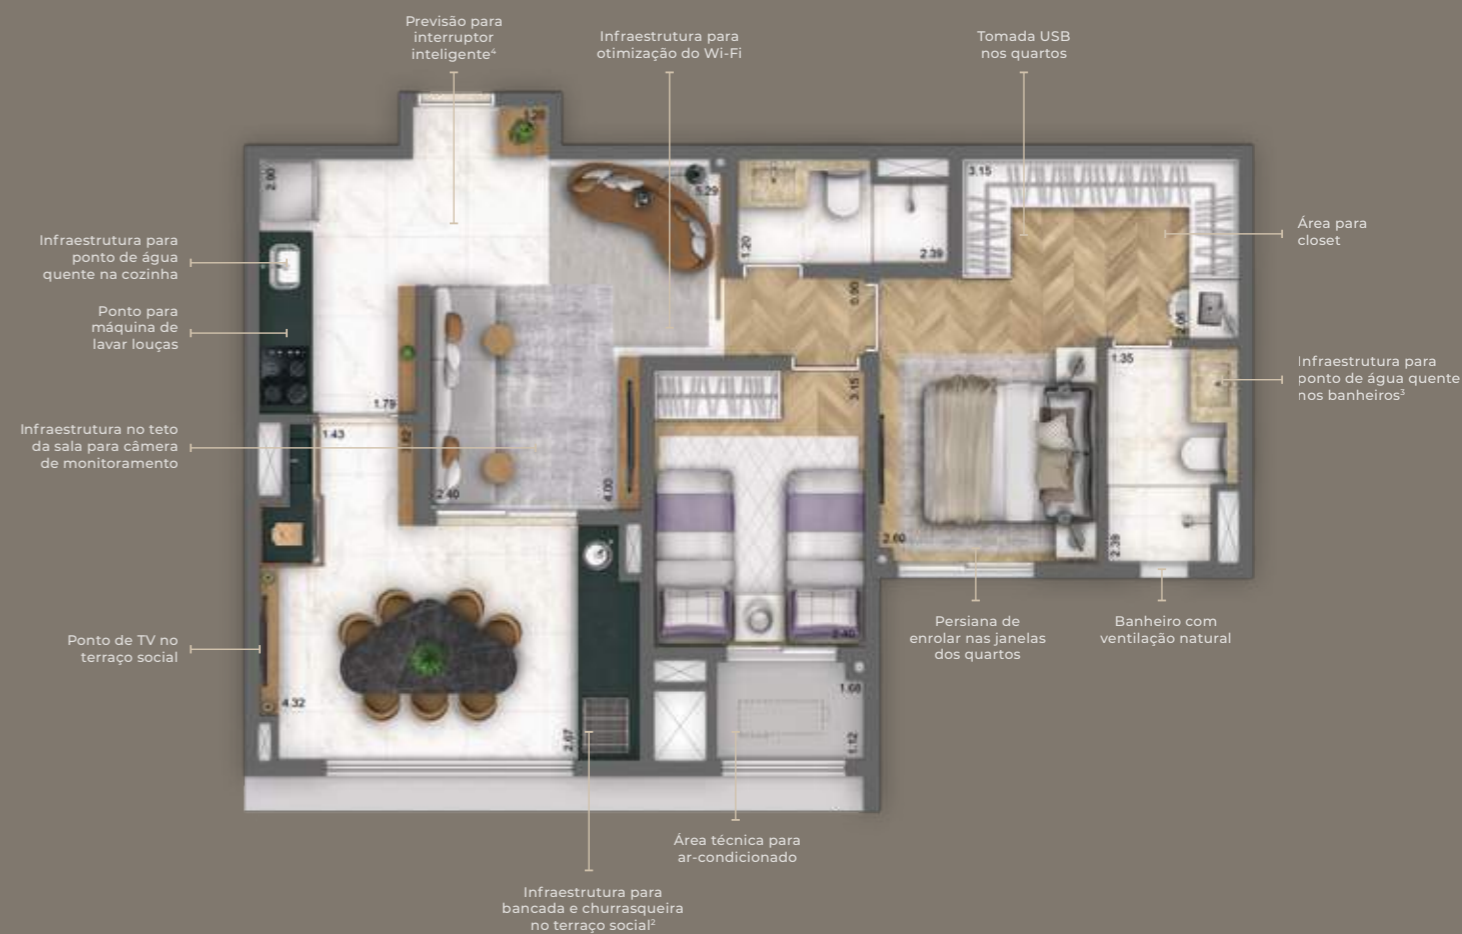 Previsão para
interruptor
inteligente⁴
Infraestrutura para
otimização do Wi-Fi
Tomada USB
nos quartos
Infraestrutura para
ponto de água
quente na cozinha
Ponto para
máquina de
lavar louças
Infraestrutura no teto
da sala para câmera
de monitoramento
Ponto de TV no
terraço social
Área para
closet
Infraestrutura para
ponto de água quente
nos banheiros³
Persiana de
enrolar nas janelas
dos quartos
Banheiro com
ventilação natural
Área técnica para
ar-condicionado
Infraestrutura para
bancada e churrasqueira
no terraço social²
1.28
2.90
5.29
1.20
2.39
3.15
0.90
2.06
1.35
3.15
1.79
1.43
2.40
4.00
2.60
2.39
2.40
4.32
2.67
1.68
1.12